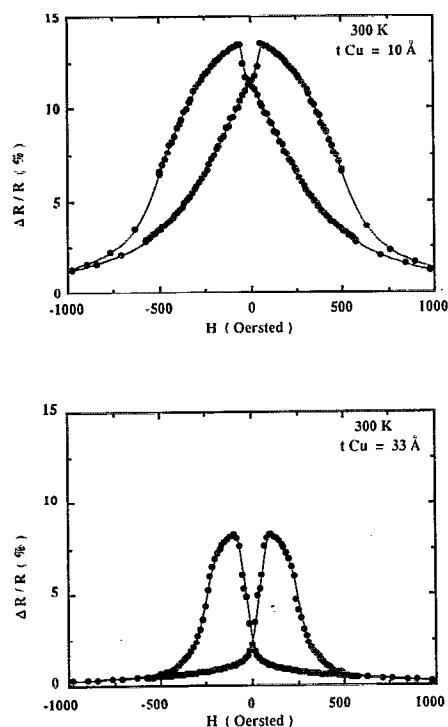 15
300 K
t Cu = 10 Å
10
ΔR/R (%)
5
0
-1000 -500 0 500 1000
H ( Oersted )
15
300 K
t Cu = 33 Å
10
ΔR/R (%)
5
0
-1000 -500 0 500 1000
H ( Oersted )